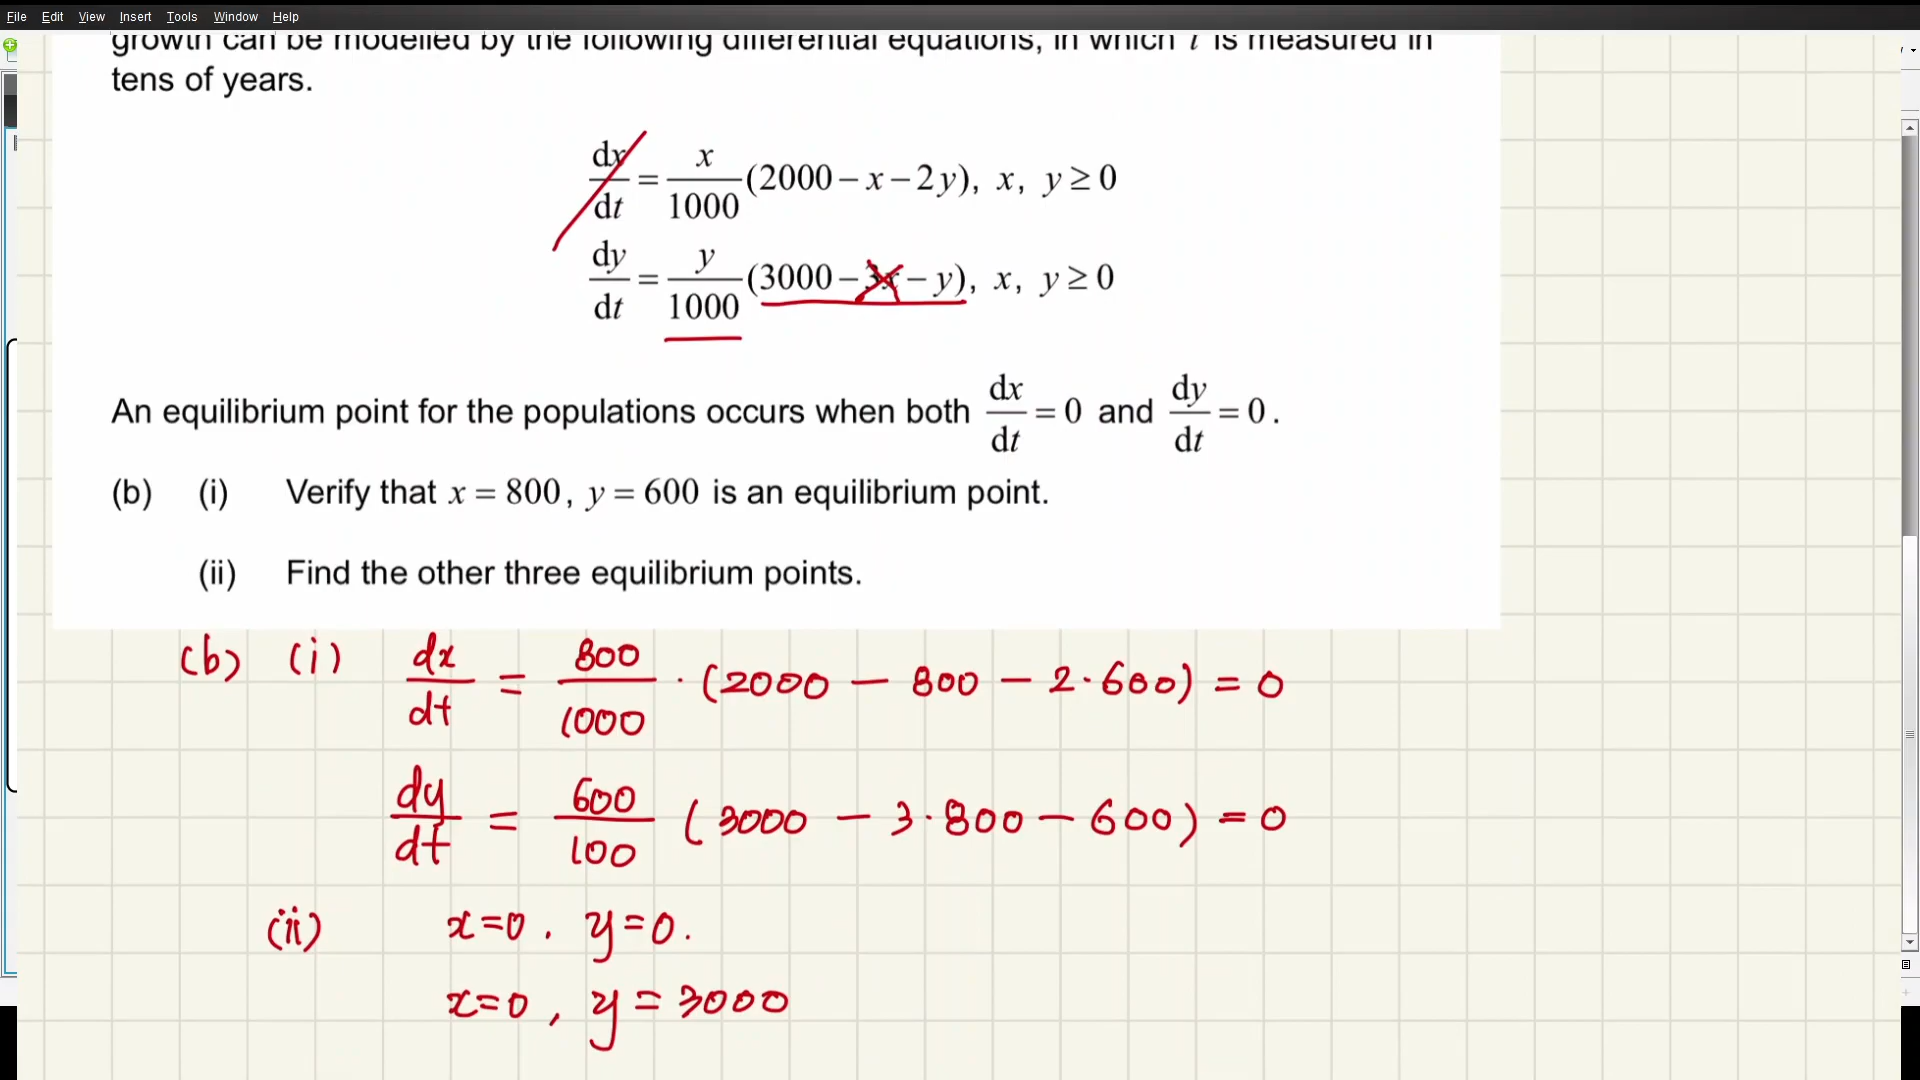 File Edit View Insert Tools Window Help
growth can be modelled by the following differential equations, in which t is measured in
tens of years.
dx/dt = x/1000 (2000 − x − 2y), x, y ≥ 0
dy/dt = y/1000 (3000 − 3x − y), x, y ≥ 0
An equilibrium point for the populations occurs when both dx/dt = 0 and dy/dt = 0.
(b) (i) Verify that x = 800, y = 600 is an equilibrium point.
(ii) Find the other three equilibrium points.
(b) (i) dx/dt = 800/1000 · (2000 − 800 − 2·600) = 0
dy/dt = 600/100 (3000 − 3·800 − 600) = 0
(ii) x=0. y=0.
x=0, y=3000